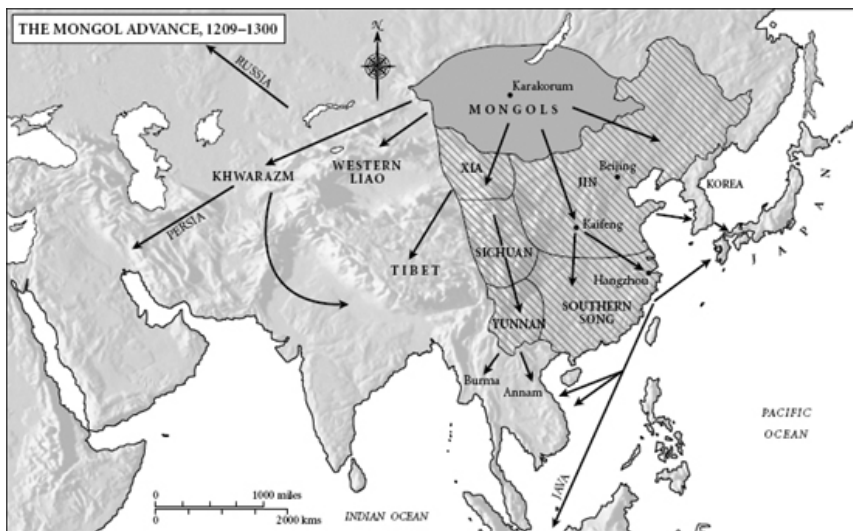 THE MONGOL ADVANCE, 1209–1300
N
RUSSIA
Karakorum
MONGOLS
WESTERN
LIAO
KHWARAZM
XIA
JIN
Beijing
KOREA
JAPAN
PERSIA
Kaifeng
TIBET
SICHUAN
Hangzhou
SOUTHERN
SONG
YUNNAN
Burma
Annam
PACIFIC
OCEAN
JAVA
0 1000 miles
0 2000 kms
INDIAN OCEAN